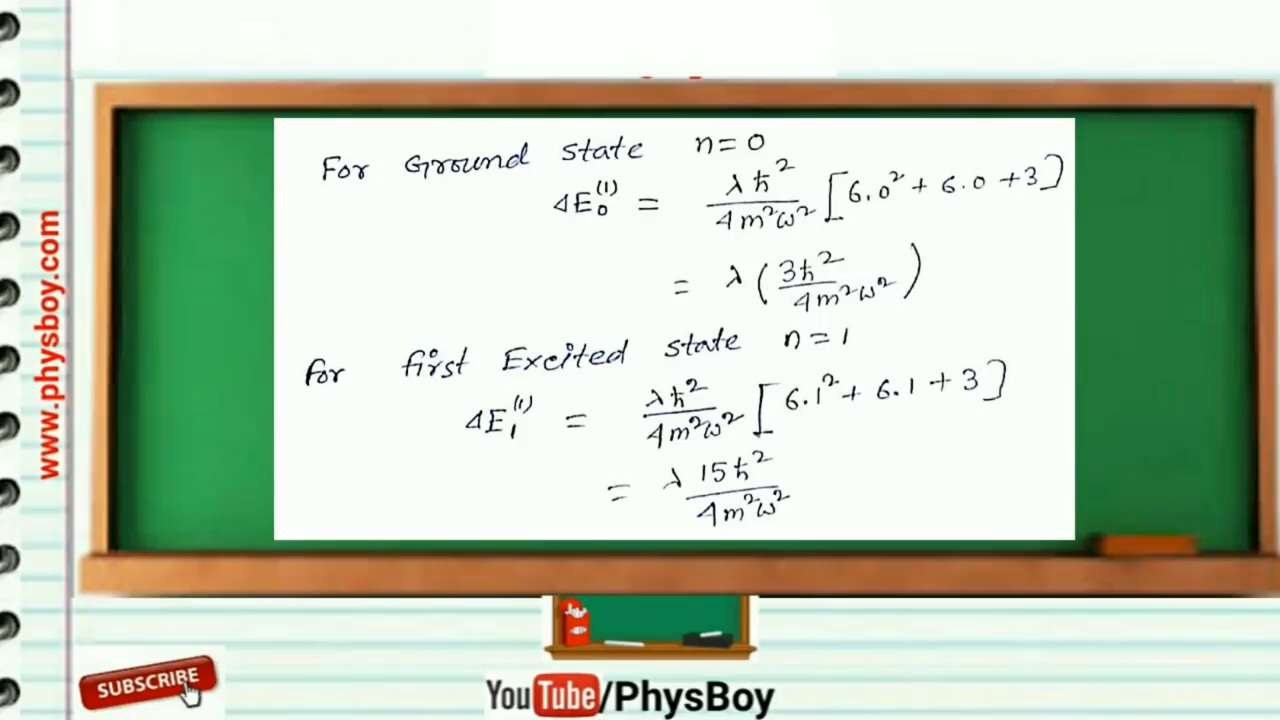 For Ground state n = 0
ΔE₀⁽¹⁾ = λħ²/4m²ω² [6.0² + 6.0 + 3]
= λ (3ħ²/4m²ω²)
for first Excited state n = 1
ΔE₁⁽¹⁾ = λħ²/4m²ω² [6.1² + 6.1 + 3]
= λ 15ħ²/4m²ω²
www.physboy.com
SUBSCRIBE
YouTube/PhysBoy